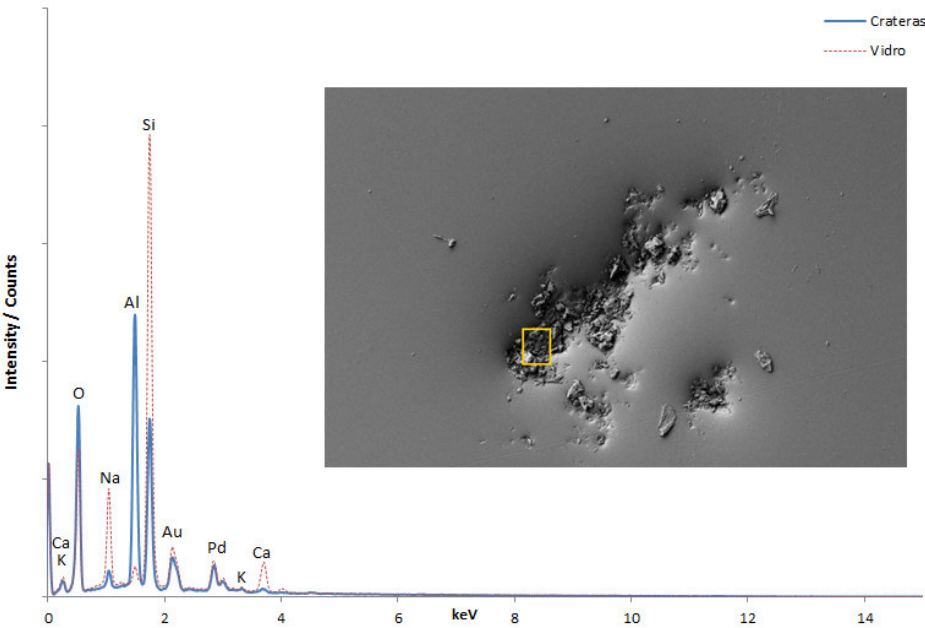 Crateras
Vidro
Si
Al
O
Na
Au
Pd
Ca
Ca
K
K
Intensity / Counts
0
2
4
6
8
10
12
14
keV